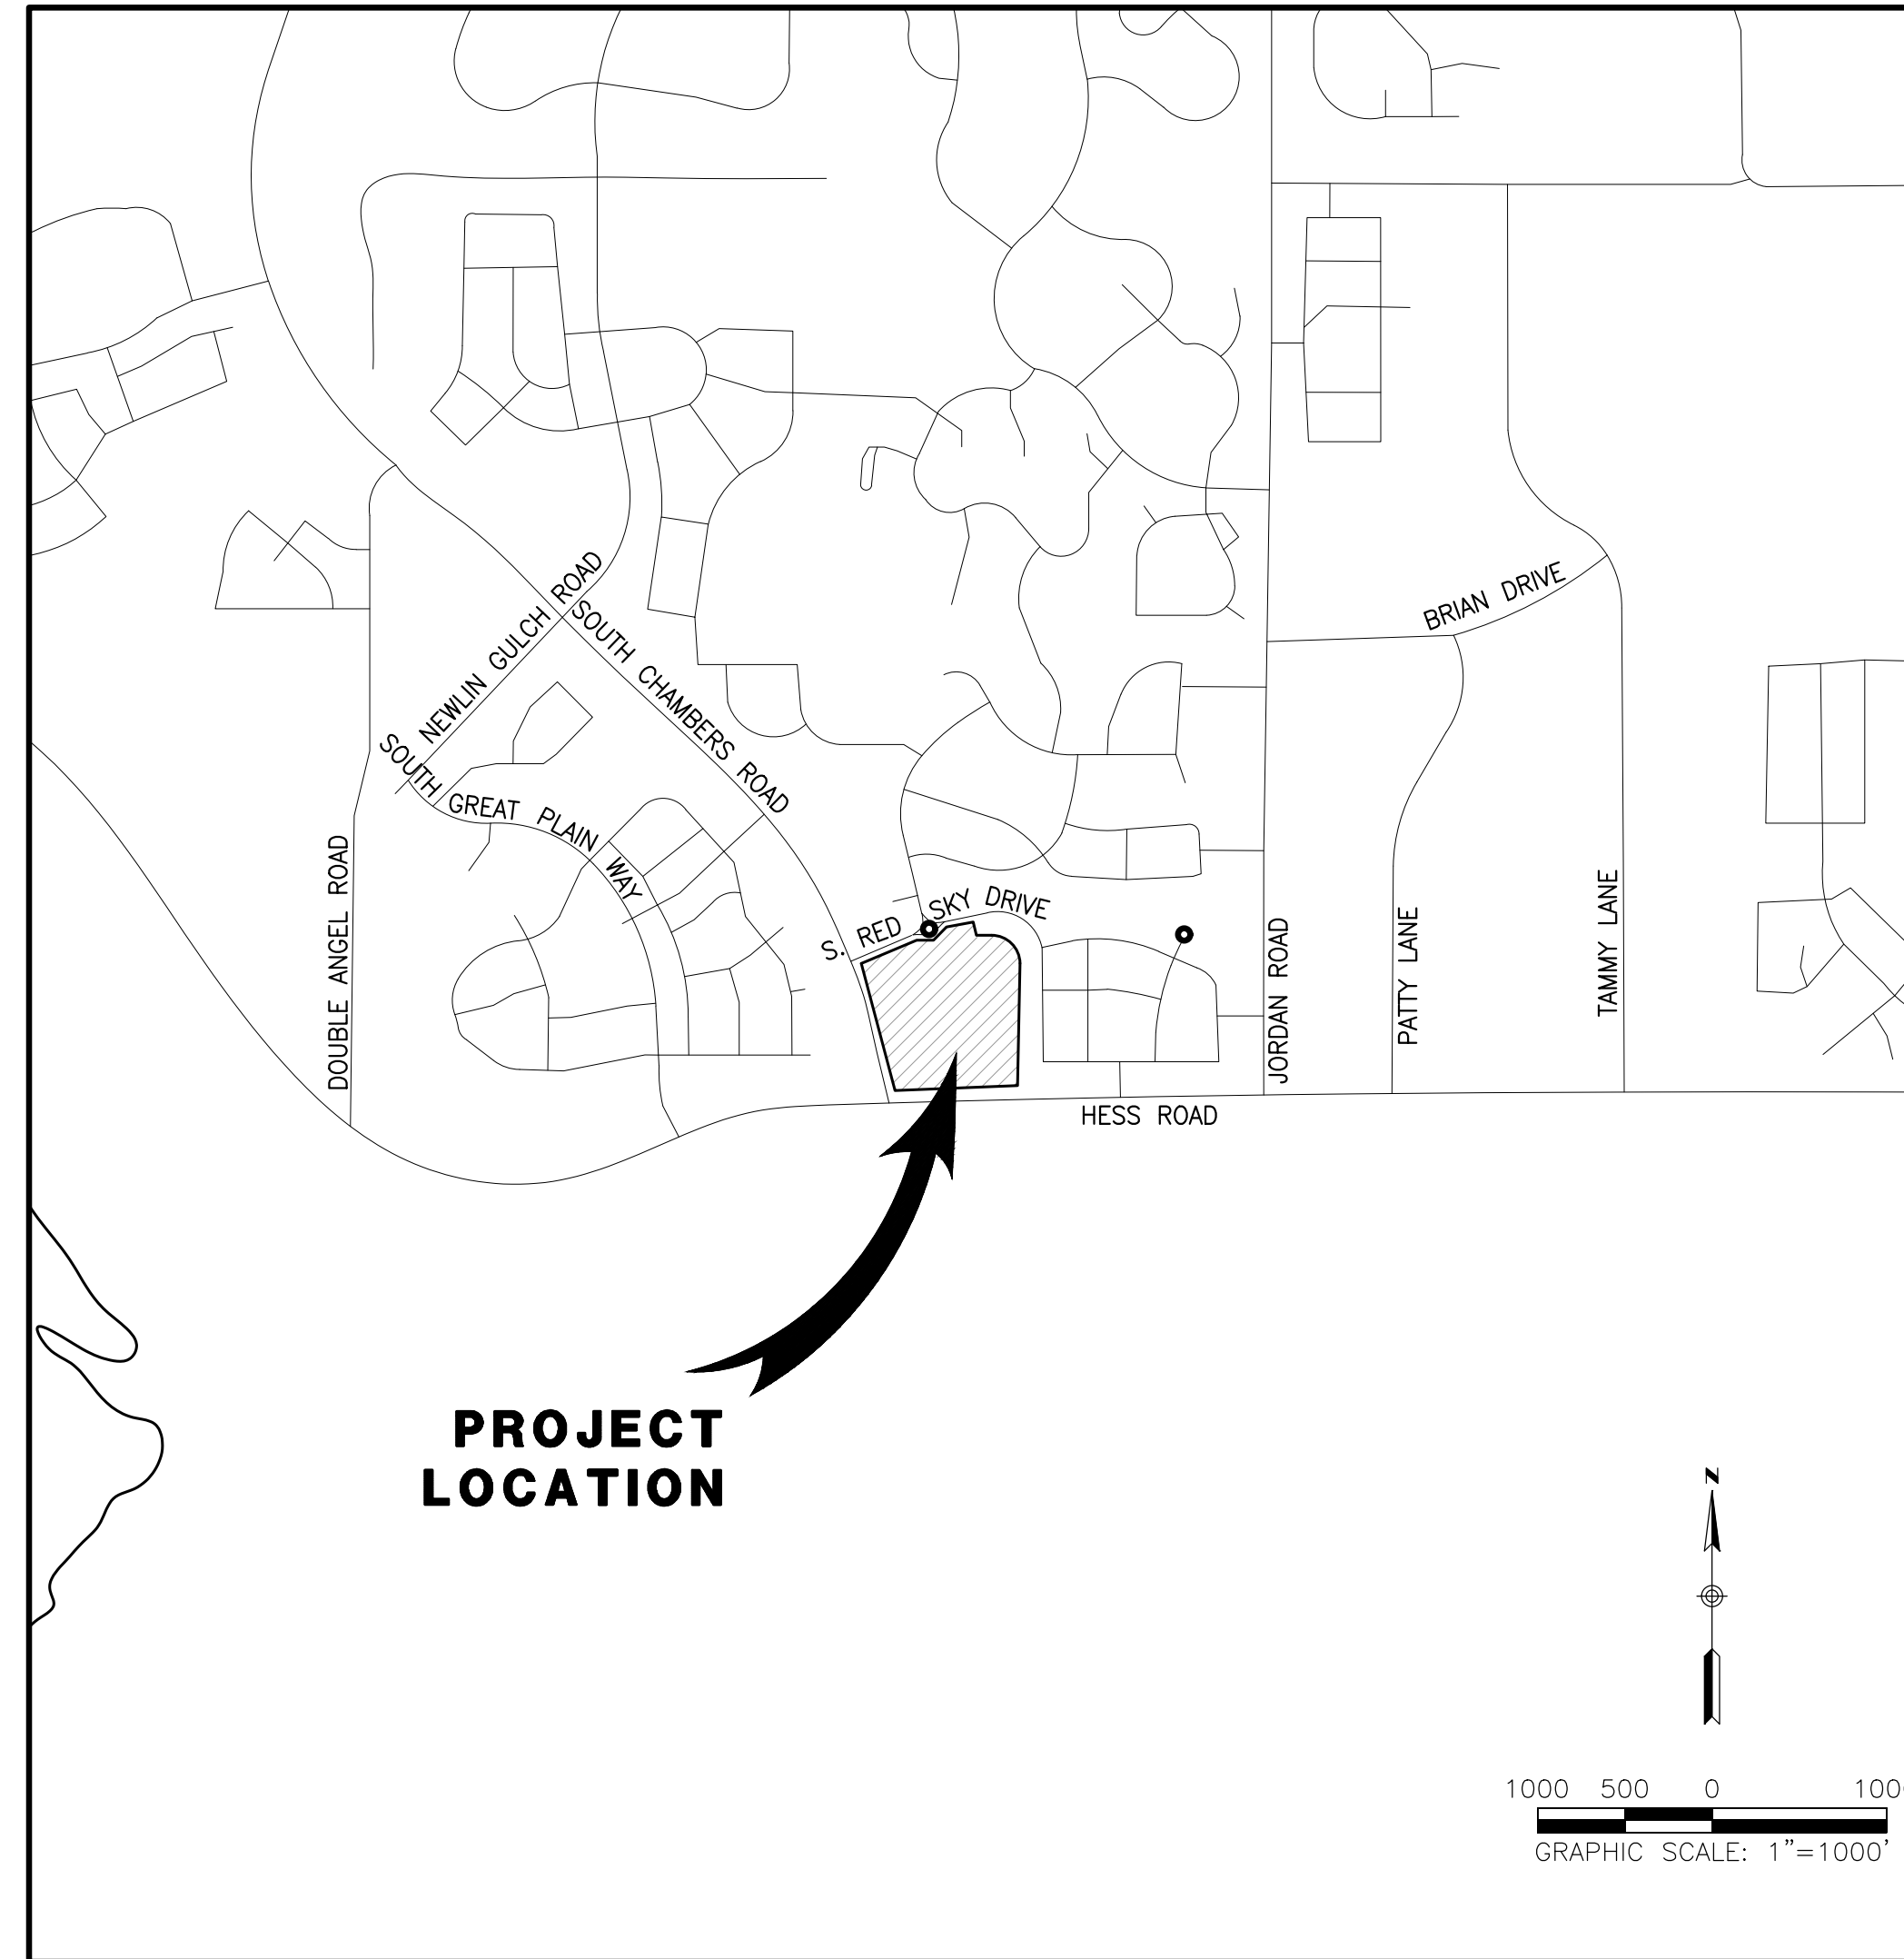 NEWLIN GULCH ROAD
SOUTH CHAMBERS ROAD
BRIAN DRIVE
SOUTH GREAT PLAIN WAY
DOUBLE ANGEL ROAD
S. RED SKY DRIVE
JORDAN ROAD
PATTY LANE
TAMMY LANE
HESS ROAD
PROJECT
LOCATION
N
1000 500 0
GRAPHIC SCALE: 1"=1000'